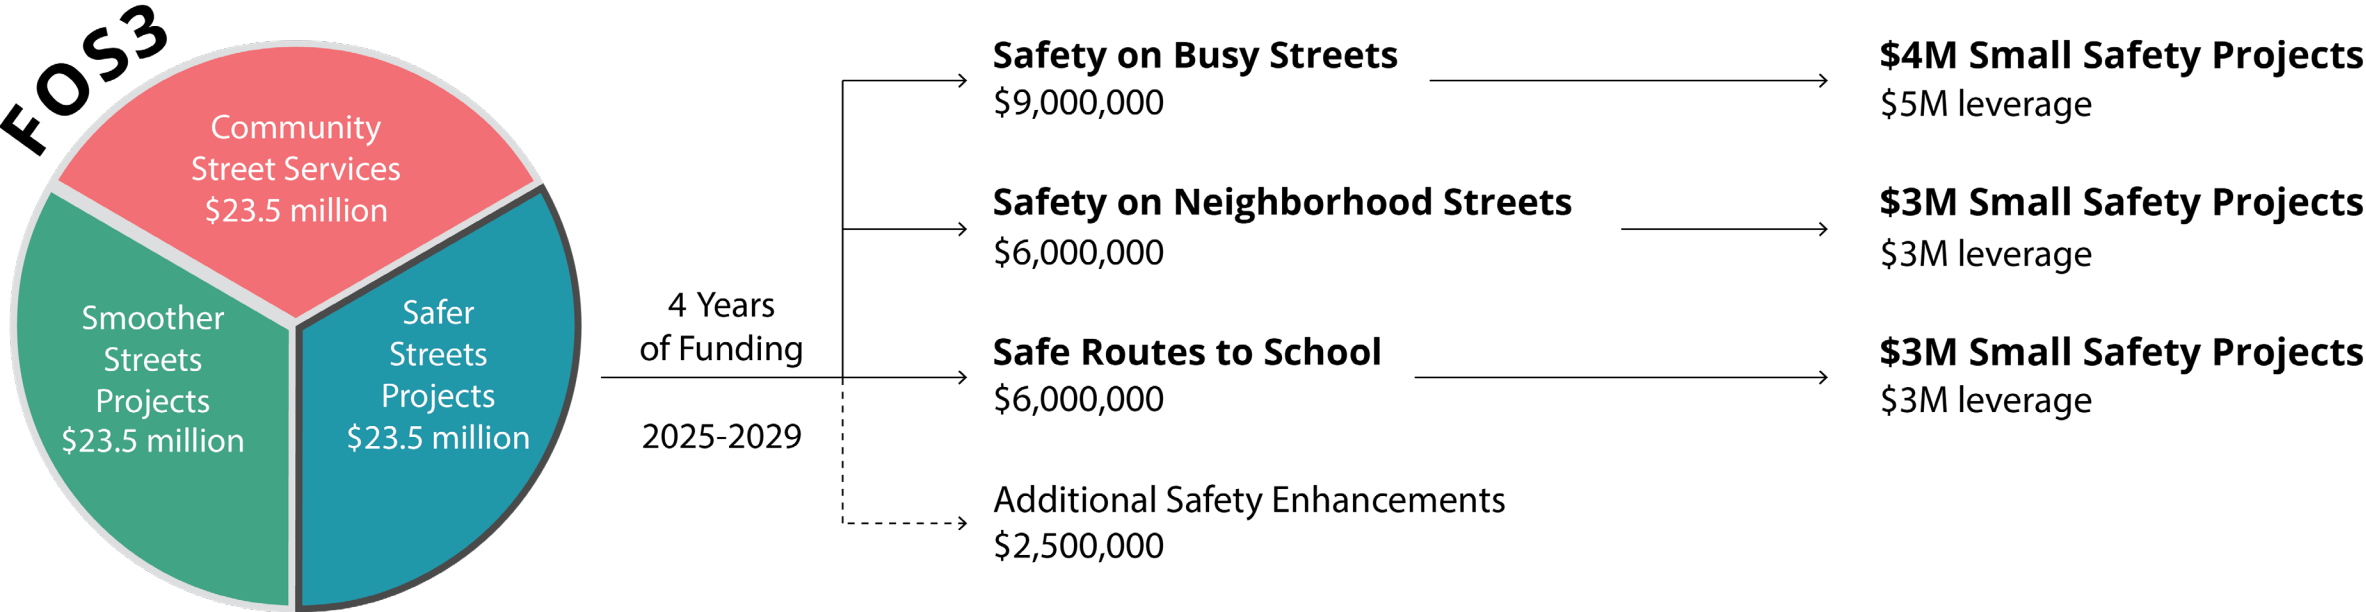 FOS3
Community
Street Services
$23.5 million
Smoother
Streets
Projects
$23.5 million
Safer
Streets
Projects
$23.5 million
4 Years
of Funding
2025-2029
Safety on Busy Streets
$9,000,000
$4M Small Safety Projects
$5M leverage
Safety on Neighborhood Streets
$6,000,000
$3M Small Safety Projects
$3M leverage
Safe Routes to School
$6,000,000
$3M Small Safety Projects
$3M leverage
Additional Safety Enhancements
$2,500,000